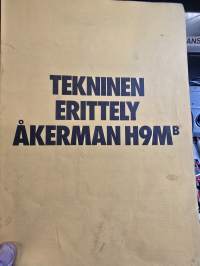 TEKNINEN
ERITTELY
ÅKERMAN H9MB